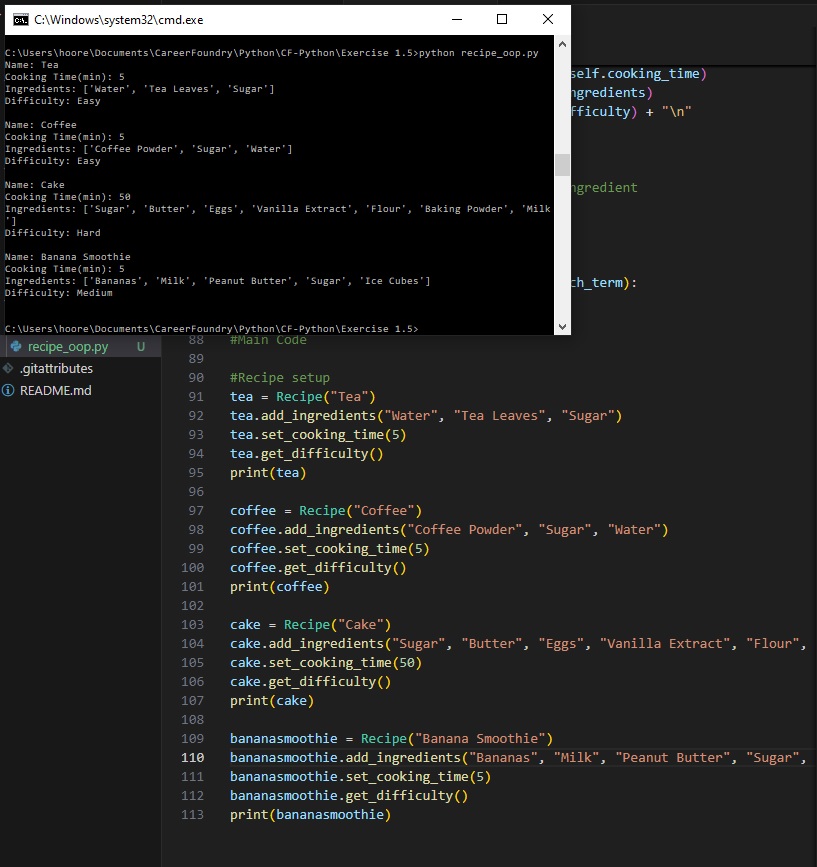 C:\Windows\system32\cmd.exe
C:\Users\hoore\Documents\CareerFoundry\Python\CF-Python\Exercise 1.5>python recipe_oop.py
Name: Tea
Cooking Time(min): 5
Ingredients: ['Water', 'Tea Leaves', 'Sugar']
Difficulty: Easy
Name: Coffee
Cooking Time(min): 5
Ingredients: ['Coffee Powder', 'Sugar', 'Water']
Difficulty: Easy
Name: Cake
Cooking Time(min): 50
Ingredients: ['Sugar', 'Butter', 'Eggs', 'Vanilla Extract', 'Flour', 'Baking Powder', 'Milk
']
Difficulty: Hard
Name: Banana Smoothie
Cooking Time(min): 5
Ingredients: ['Bananas', 'Milk', 'Peanut Butter', 'Sugar', 'Ice Cubes']
Difficulty: Medium
C:\Users\hoore\Documents\CareerFoundry\Python\CF-Python\Exercise 1.5>
self.cooking_time)
ngredients)
fficulty) + "\n"
ngredient
ch_term):
recipe_oop.py U
.gitattributes
README.md
88 #Main Code
89
90 #Recipe setup
91 tea = Recipe("Tea")
92 tea.add_ingredients("Water", "Tea Leaves", "Sugar")
93 tea.set_cooking_time(5)
94 tea.get_difficulty()
95 print(tea)
96
97 coffee = Recipe("Coffee")
98 coffee.add_ingredients("Coffee Powder", "Sugar", "Water")
99 coffee.set_cooking_time(5)
100 coffee.get_difficulty()
101 print(coffee)
102
103 cake = Recipe("Cake")
104 cake.add_ingredients("Sugar", "Butter", "Eggs", "Vanilla Extract", "Flour",
105 cake.set_cooking_time(50)
106 cake.get_difficulty()
107 print(cake)
108
109 bananasmoothie = Recipe("Banana Smoothie")
110 bananasmoothie.add_ingredients("Bananas", "Milk", "Peanut Butter", "Sugar",
111 bananasmoothie.set_cooking_time(5)
112 bananasmoothie.get_difficulty()
113 print(bananasmoothie)